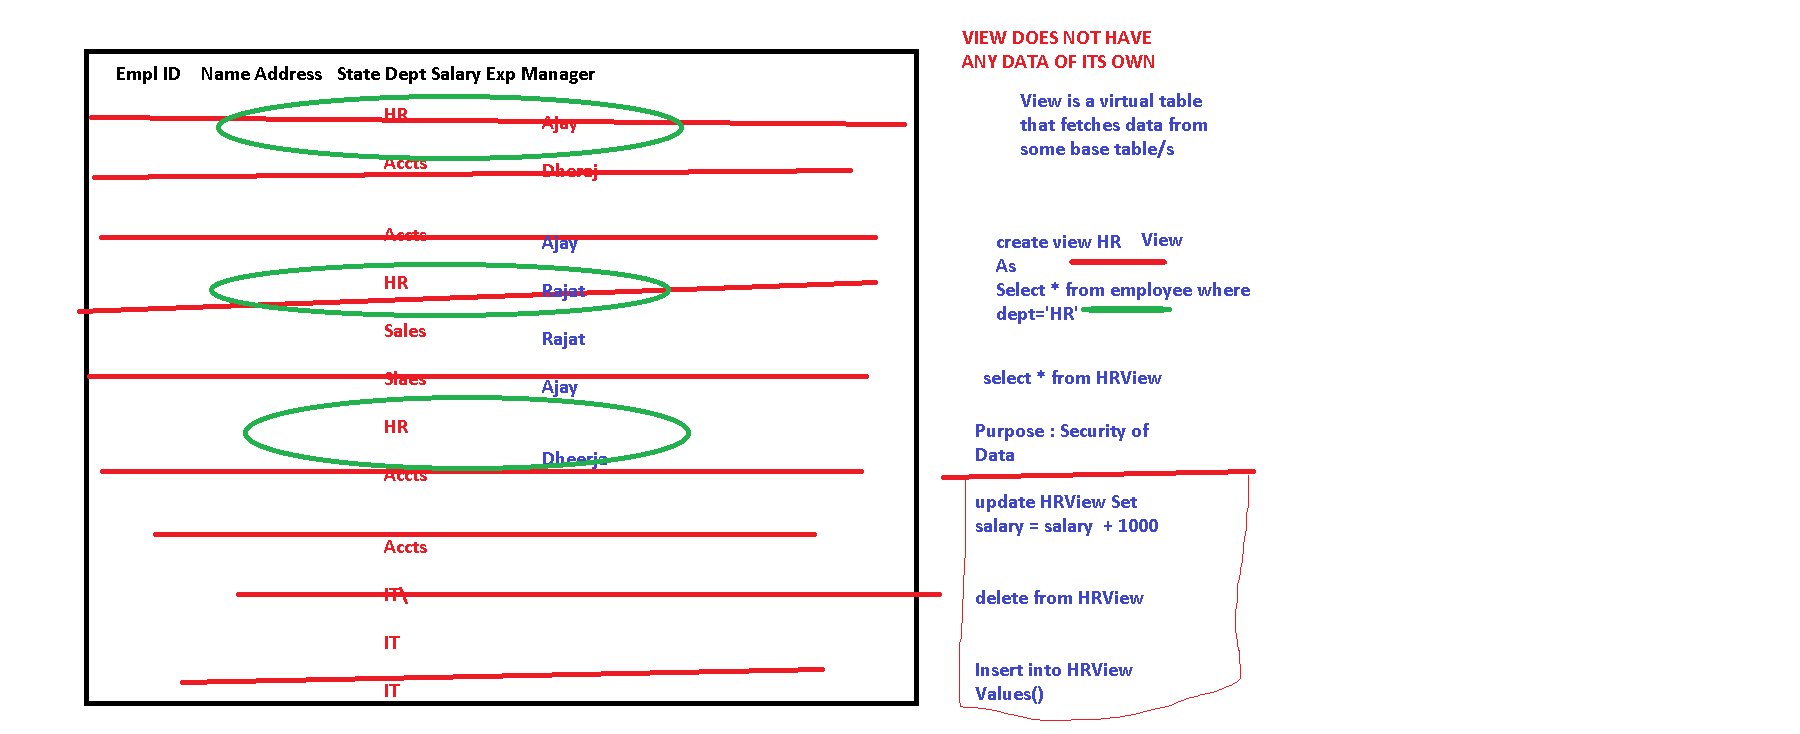 Empl ID Name Address State Dept Salary Exp Manager
HR
Ajay
Accts
Dheraj
Accts
Ajay
HR
Rajat
Sales
Rajat
Slaes
Ajay
HR
Dheerja
Accts
Accts
IT\
IT
IT
VIEW DOES NOT HAVE
ANY DATA OF ITS OWN
View is a virtual table
that fetches data from
some base table/s
create view HR View
As
Select * from employee where
dept='HR'
select * from HRView
Purpose : Security of
Data
update HRView Set
salary = salary + 1000
delete from HRView
Insert into HRView
Values()